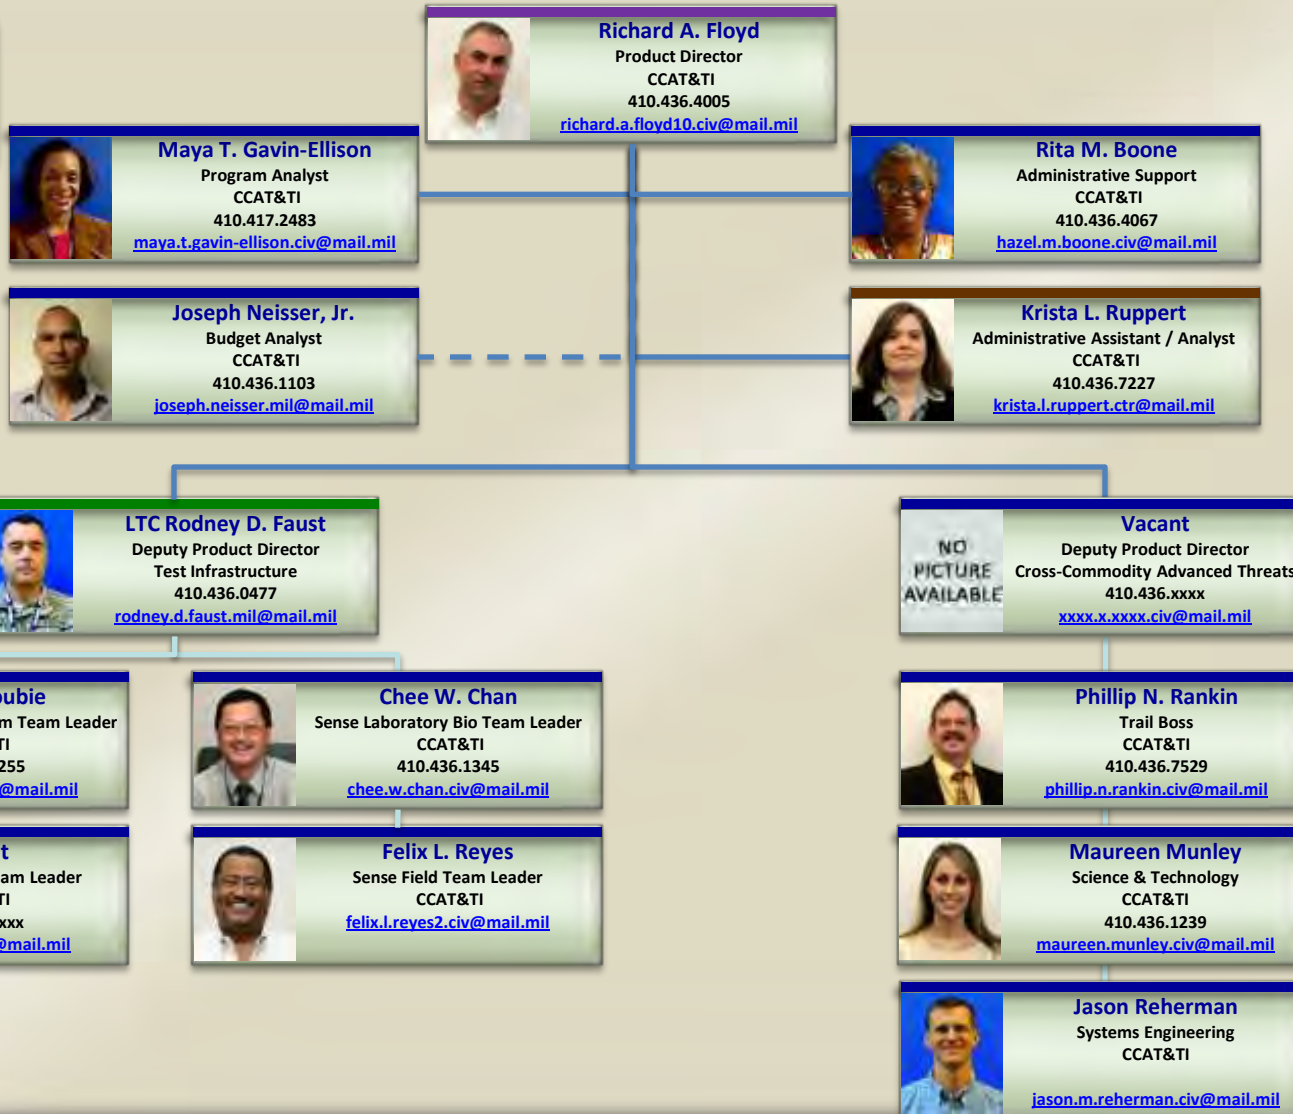 Richard A. Floyd
Product Director
CCAT&TI
410.436.4005
richard.a.floyd10.civ@mail.mil
Maya T. Gavin-Ellison
Program Analyst
CCAT&TI
410.417.2483
maya.t.gavin-ellison.civ@mail.mil
Rita M. Boone
Administrative Support
CCAT&TI
410.436.4067
hazel.m.boone.civ@mail.mil
Joseph Neisser, Jr.
Budget Analyst
CCAT&TI
410.436.1103
joseph.neisser.mil@mail.mil
Krista L. Ruppert
Administrative Assistant / Analyst
CCAT&TI
410.436.7227
krista.l.ruppert.ctr@mail.mil
LTC Rodney D. Faust
Deputy Product Director
Test Infrastructure
410.436.0477
rodney.d.faust.mil@mail.mil
NO
PICTURE
AVAILABLE
Vacant
Deputy Product Director
Cross-Commodity Advanced Threats
410.436.xxxx
xxxx.x.xxxx.civ@mail.mil
Team Leader
@mail.mil
Chee W. Chan
Sense Laboratory Bio Team Leader
CCAT&TI
410.436.1345
chee.w.chan.civ@mail.mil
Phillip N. Rankin
Trail Boss
CCAT&TI
410.436.7529
phillip.n.rankin.civ@mail.mil
Leader
@mail.mil
Felix L. Reyes
Sense Field Team Leader
CCAT&TI
felix.l.reyes2.civ@mail.mil
Maureen Munley
Science & Technology
CCAT&TI
410.436.1239
maureen.munley.civ@mail.mil
Jason Reherman
Systems Engineering
CCAT&TI
jason.m.reherman.civ@mail.mil